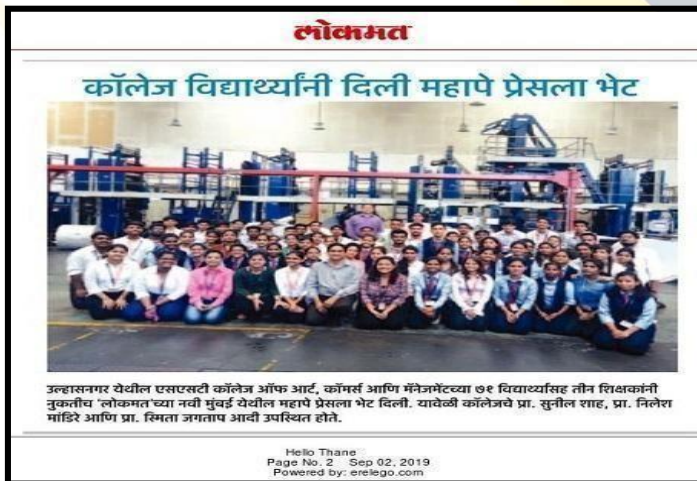 लोकमत
कॉलेज विद्यार्थ्यांनी दिली महापे प्रेसला भेट
उल्हासनगर येथील एसएसटी कॉलेज ऑफ आर्ट, कॉमर्स आणि मॅनेजमेंटच्या ७१ विद्यार्थ्यांसह तीन शिक्षकांनी
नुकतीच 'लोकमत'च्या नवी मुंबई येथील महापे प्रेसला भेट दिली. यावेळी कॉलेजचे प्रा. सुनील शाह, प्रा. निलेश
मांडिरे आणि प्रा. स्मिता जगताप आदी उपस्थित होते.
Hello Thane
Page No. 2 Sep 02, 2019
Powered by: erelego.com